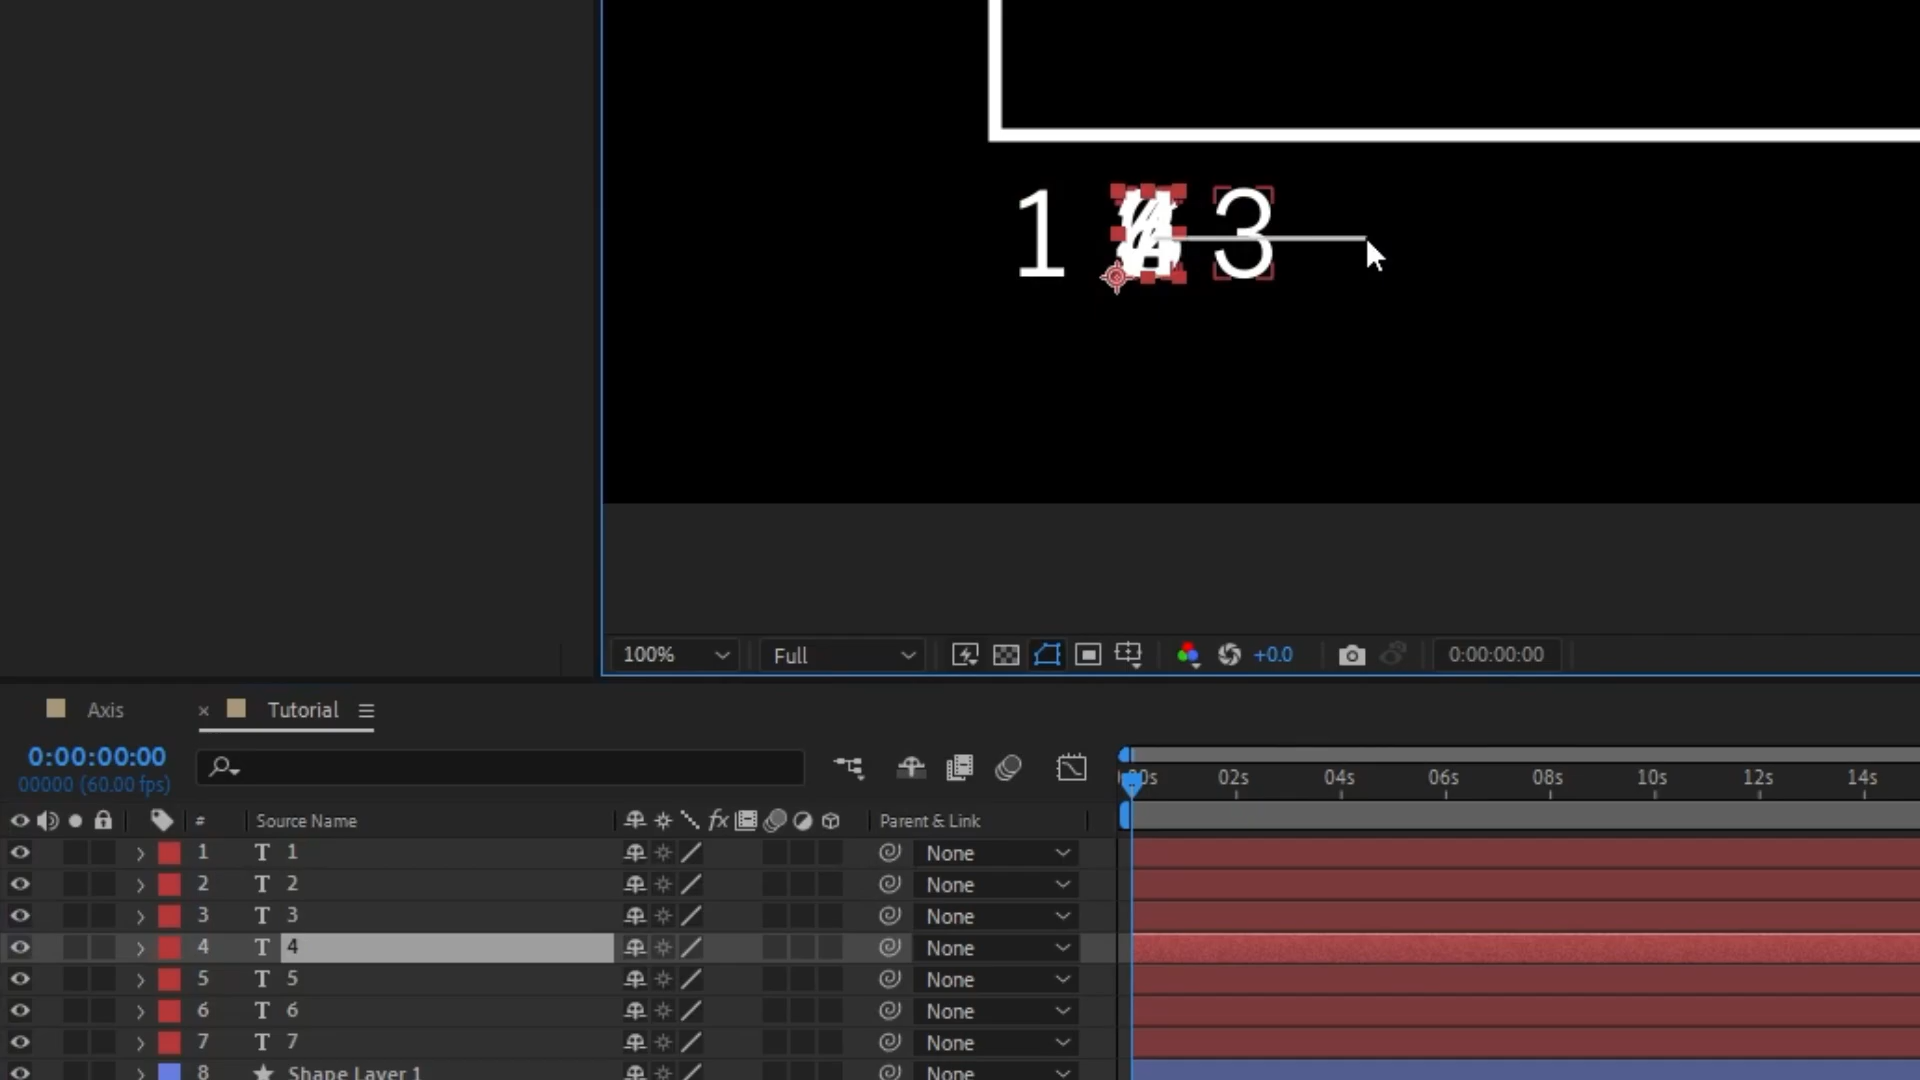 1 3
100% Full +0.0 0:00:00:00
Axis × Tutorial
0:00:00:00
00000 (60.00 fps)
02s 04s 06s 08s 10s 12s 14s
# Source Name fx Parent & Link
1 T 1 None
2 T 2 None
3 T 3 None
4 T 4 None
5 T 5 None
6 T 6 None
7 T 7 None
8 Shape Layer 1 None